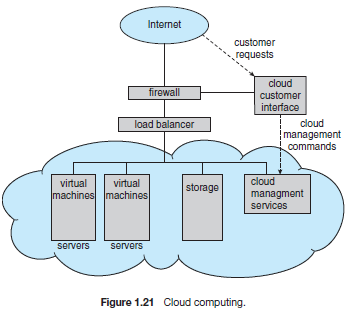 Internet
customer
requests
firewall
cloud
customer
interface
load balancer
cloud
management
commands
virtual
machines
virtual
machines
storage
cloud
managment
services
servers
servers
Figure 1.21 Cloud computing.